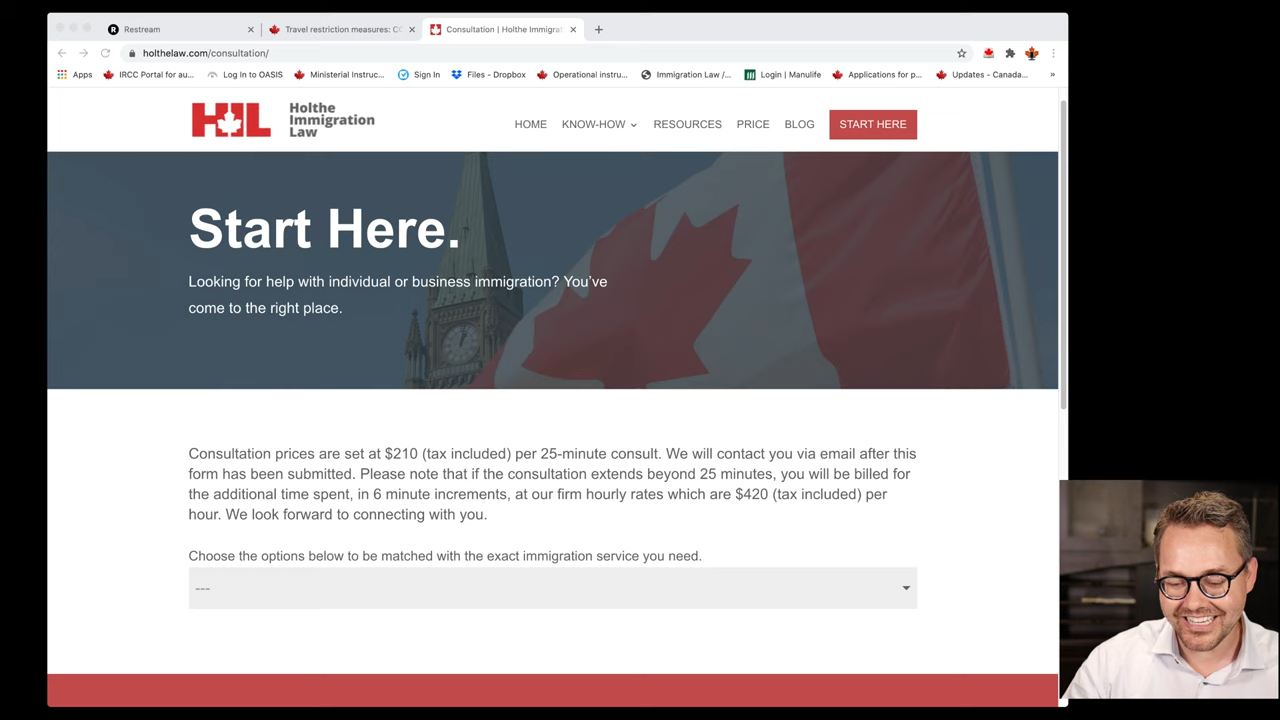 Restream
Travel restriction measures: CC
Consultation | Holthe Immigrat
holthelaw.com/consultation/
Apps
IRCC Portal for au...
Log In to OASIS
Ministerial Instruc...
Sign In
Files - Dropbox
Operational instru...
Immigration Law /...
Login | Manulife
Applications for p...
Updates - Canada...
»
HIL
Holthe
Immigration
Law
HOME
KNOW-HOW
RESOURCES
PRICE
BLOG
START HERE
Start Here.
Looking for help with individual or business immigration? You've
come to the right place.
Consultation prices are set at $210 (tax included) per 25-minute consult. We will contact you via email after this
form has been submitted. Please note that if the consultation extends beyond 25 minutes, you will be billed for
the additional time spent, in 6 minute increments, at our firm hourly rates which are $420 (tax included) per
hour. We look forward to connecting with you.
Choose the options below to be matched with the exact immigration service you need.
---